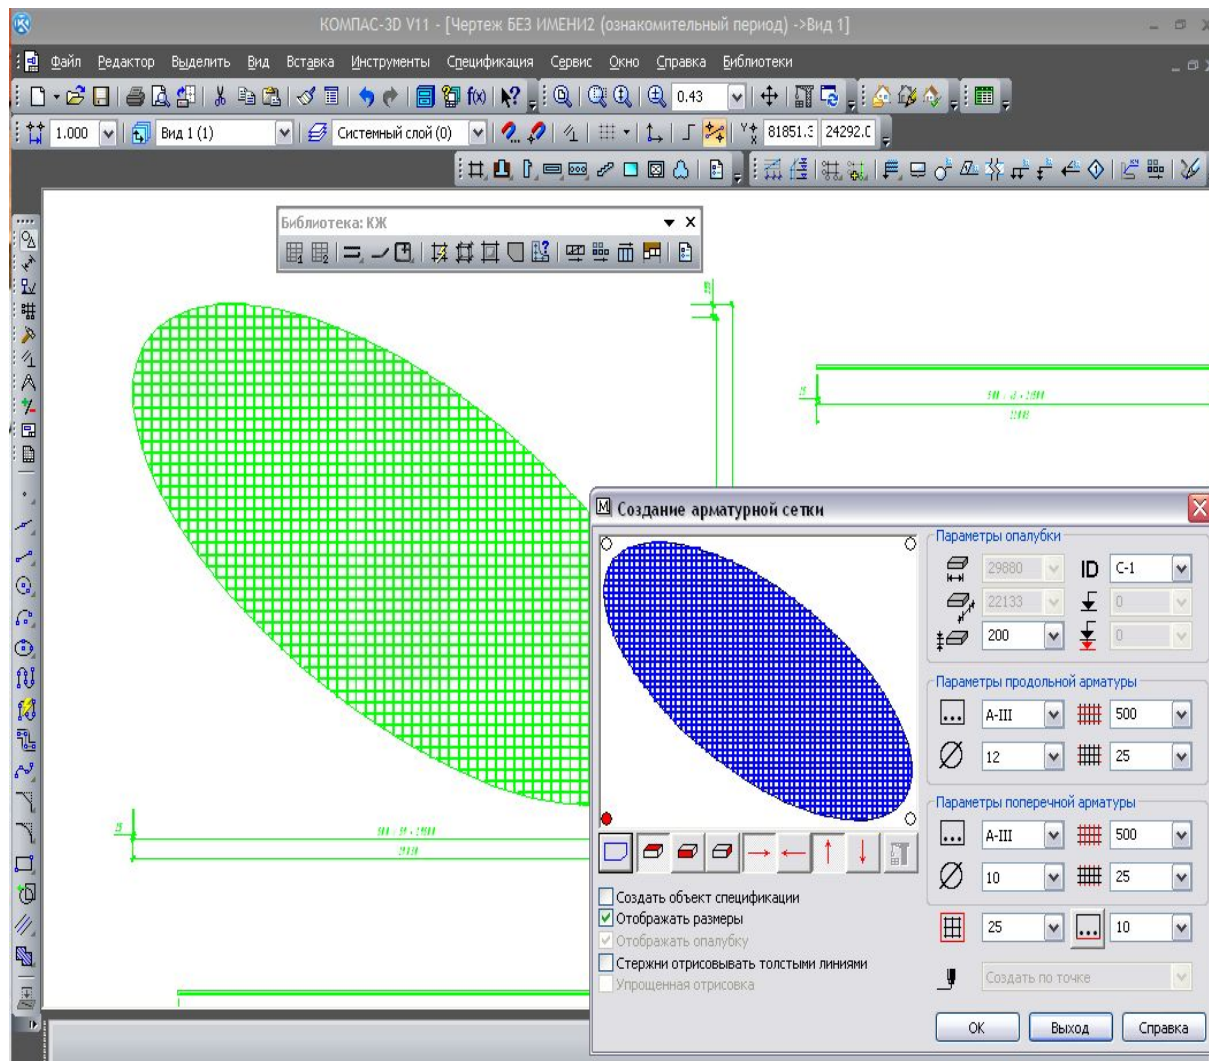 КОМПАС-3D V11 - [Чертеж БЕЗ ИМЕНИ2 (ознакомительный период) ->Вид 1]
Файл Редактор Выделить Вид Вставка Инструменты Спецификация Сервис Окно Справка Библиотеки
0.43
1.000 Вид 1 (1) Системный слой (0) 81851.3
Библиотека: КЖ
Создание арматурной сетки
Параметры опалубки
29880 ID C-1
22133 0
200 0
Параметры продольной арматуры
A-III 500
12 25
Параметры поперечной арматуры
A-III 500
10 25
25 10
Создать по точке
Создать объект спецификации
Отображать размеры
Отображать опалубку
Стержни отрисовывать толстыми линиями
Упрощенная отрисовка
OK Выход Справка